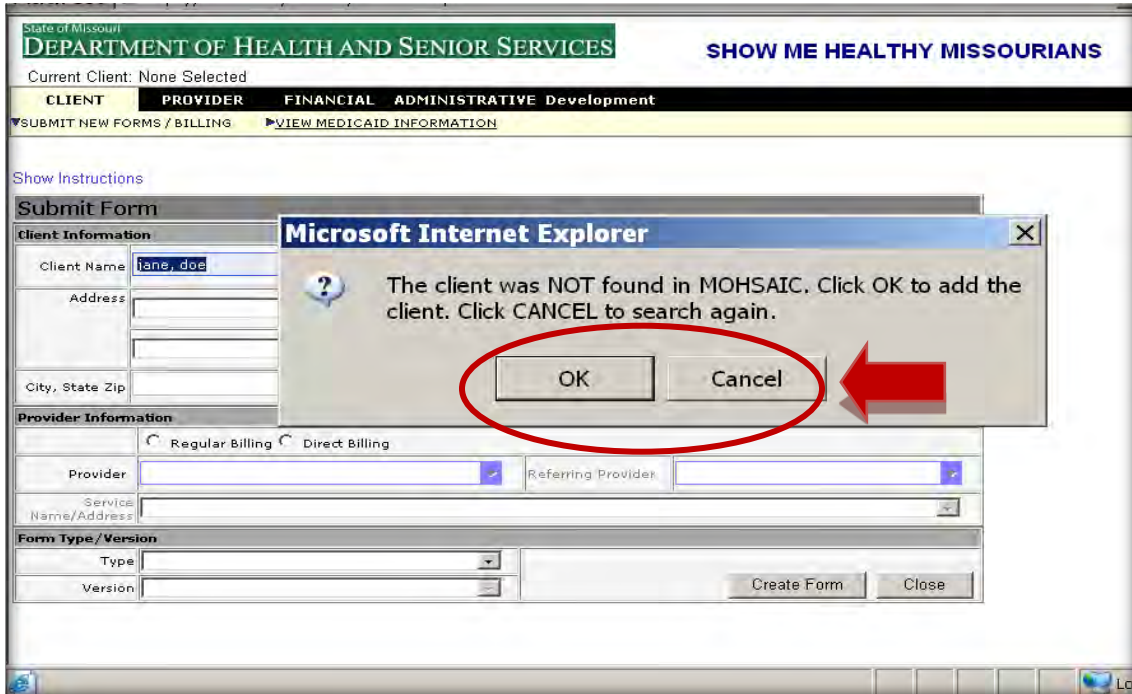 State of Missouri
DEPARTMENT OF HEALTH AND SENIOR SERVICES
SHOW ME HEALTHY MISSOURIANS
Current Client: None Selected
CLIENT PROVIDER FINANCIAL ADMINISTRATIVE Development
SUBMIT NEW FORMS / BILLING VIEW MEDICAID INFORMATION
Show Instructions
Submit Form
Client Information
Microsoft Internet Explorer
Client Name jane, doe
The client was NOT found in MOHSAIC. Click OK to add the
client. Click CANCEL to search again.
Address
OK Cancel
City, State Zip
Provider Information
Regular Billing Direct Billing
Provider Referring Provider
Service
Name/Address
Form Type/Version
Type
Version Create Form Close